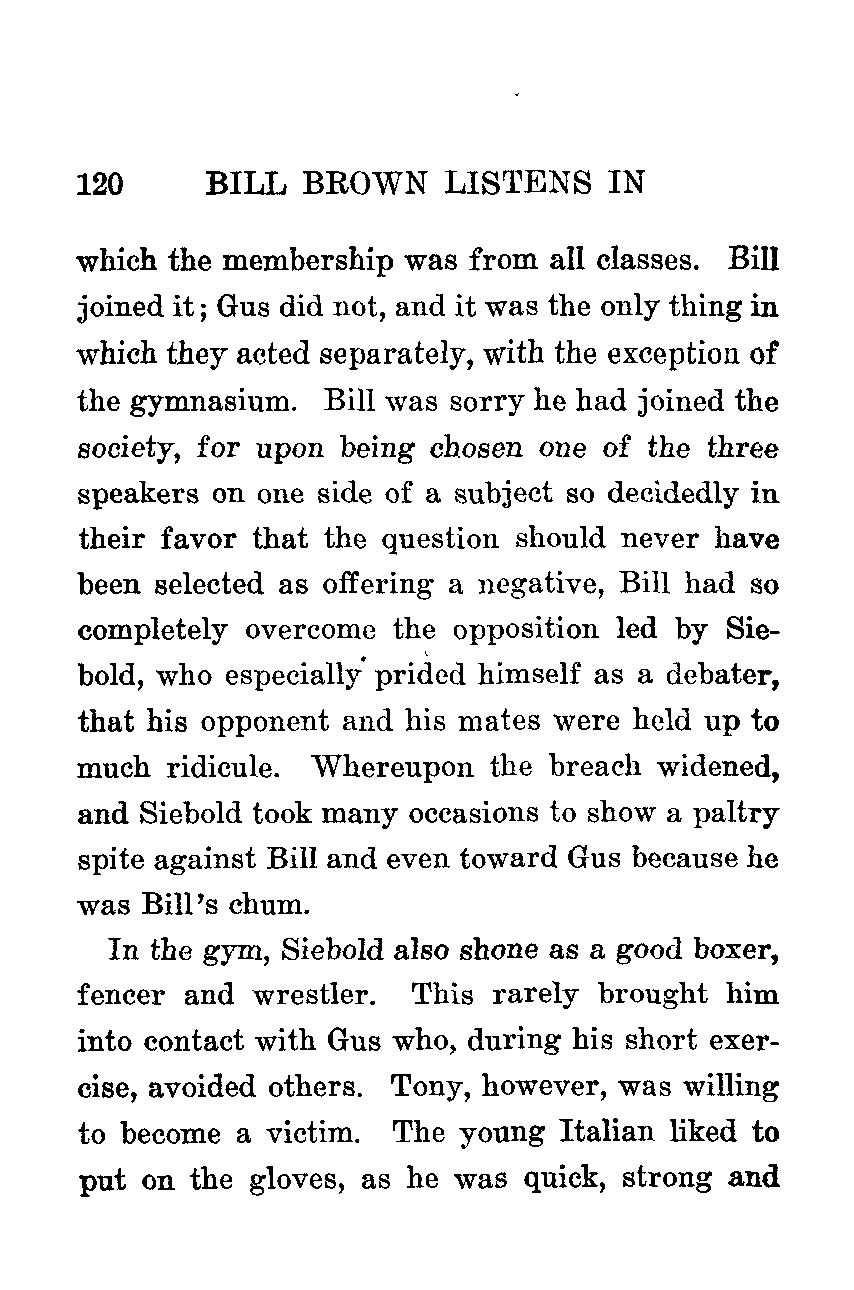 120 BILL BROWN LISTENS IN
which the membership was from all classes. Bill
joined it; Gus did not, and it was the only thing in
which they acted separately, with the exception of
the gymnasium. Bill was sorry he had joined the
society, for upon being chosen one of the three
speakers on one side of a subject so decidedly in
their favor that the question should never have
been selected as offering a negative, Bill had so
completely overcome the opposition led by Sie-
bold, who especially prided himself as a debater,
that his opponent and his mates were held up to
much ridicule. Whereupon the breach widened,
and Siebold took many occasions to show a paltry
spite against Bill and even toward Gus because he
was Bill's chum.
In the gym, Siebold also shone as a good boxer,
fencer and wrestler. This rarely brought him
into contact with Gus who, during his short exer-
cise, avoided others. Tony, however, was willing
to become a victim. The young Italian liked to
put on the gloves, as he was quick, strong and